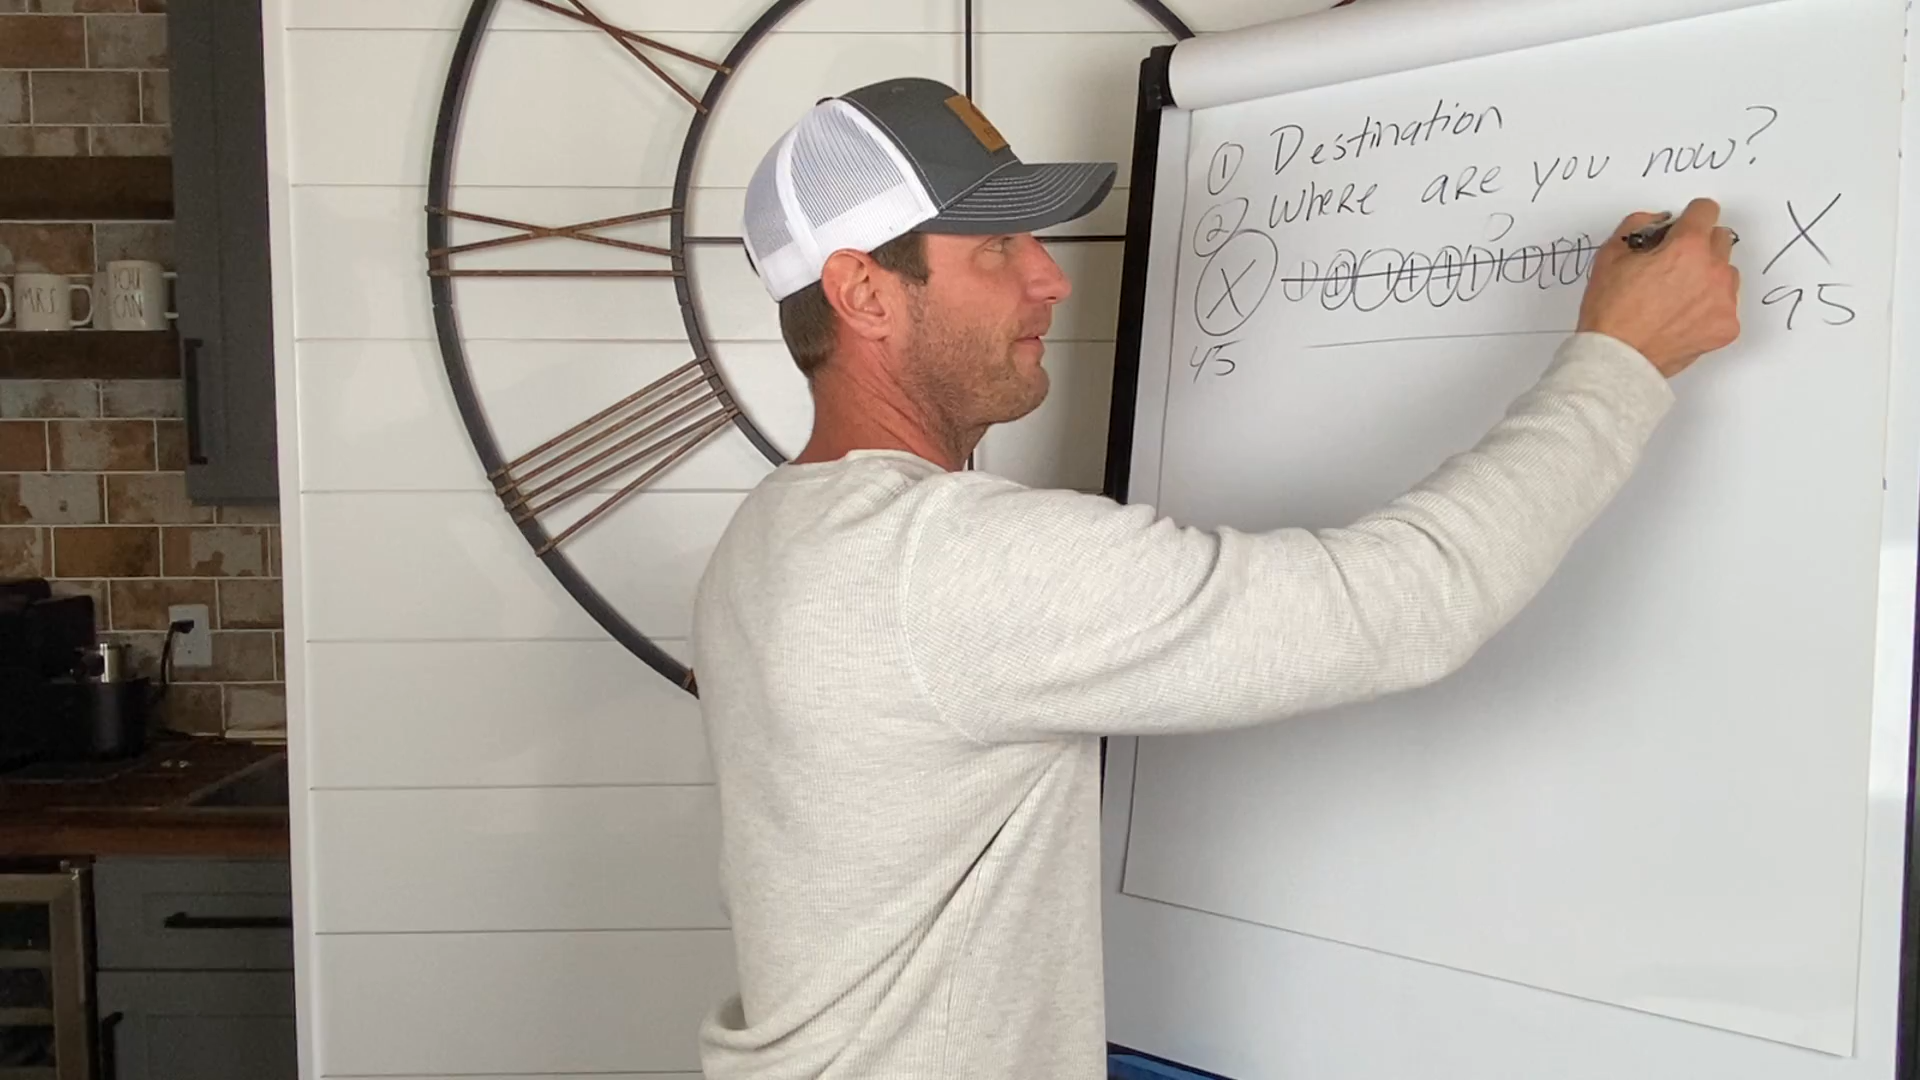 ① Destination
② Where are you now?
X X
45 95
MRS.
YOU CAN